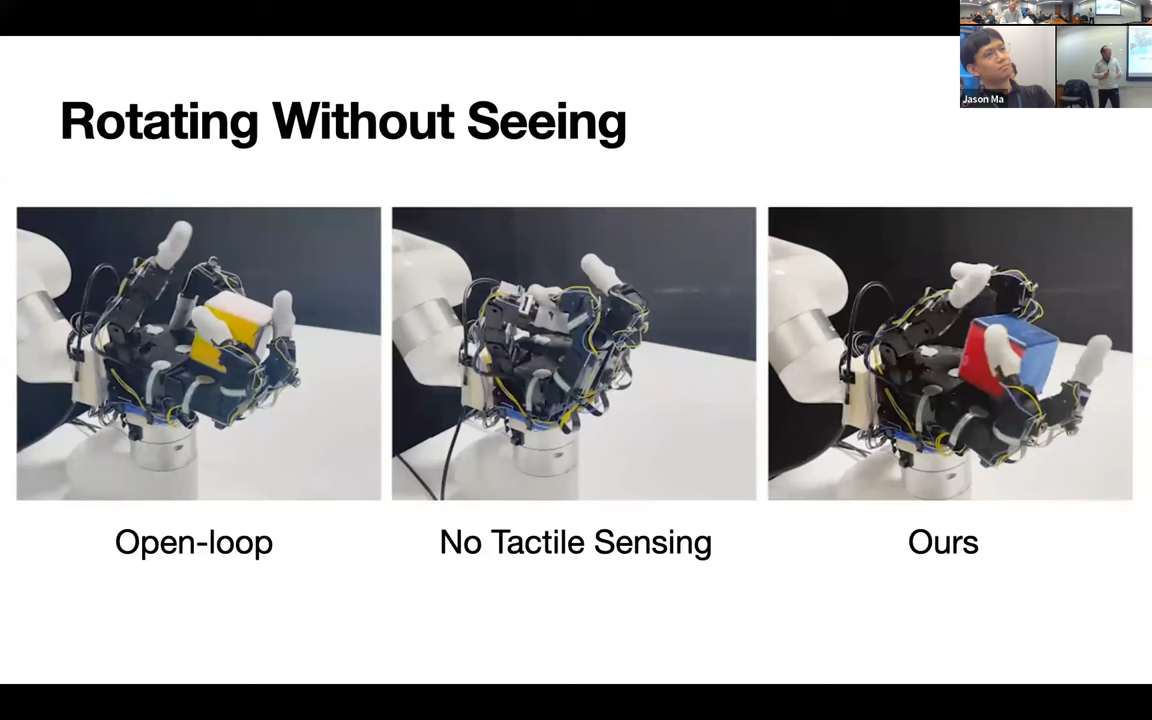 Rotating Without Seeing
Jason Ma
Open-loop
No Tactile Sensing
Ours